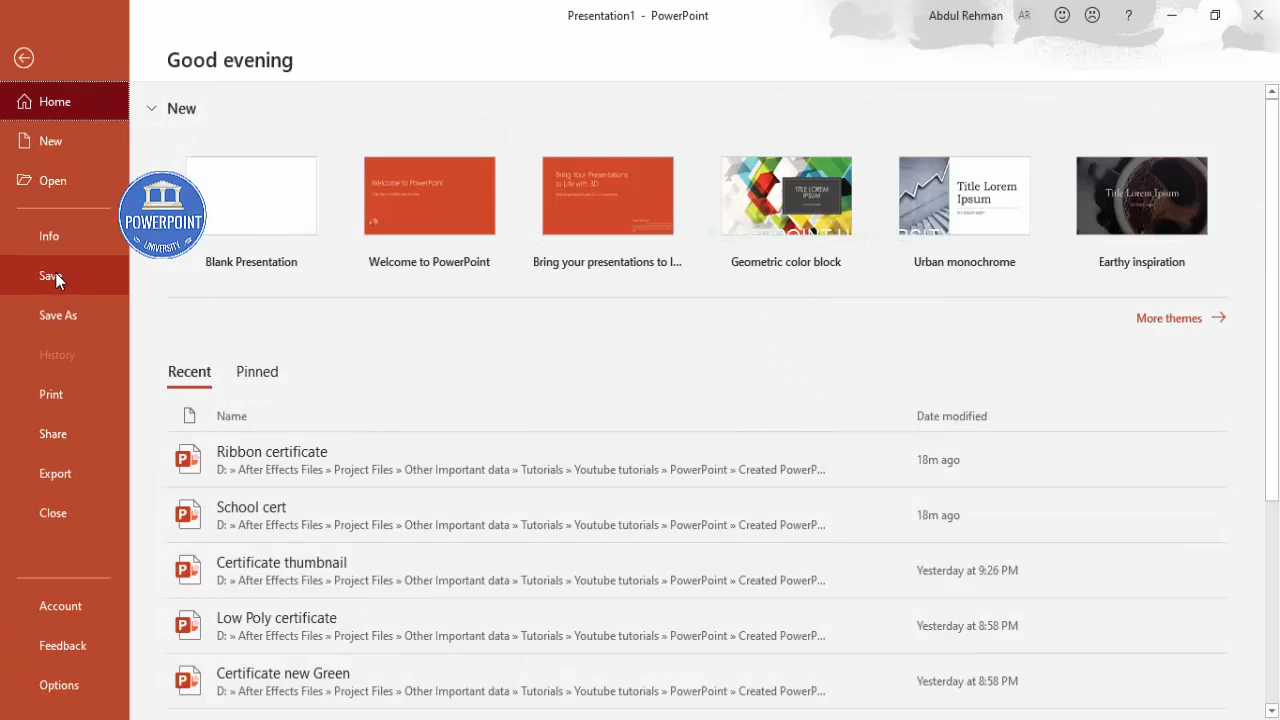 Presentation1 - PowerPoint
Abdul Rehman AR ?
Good evening
Home
New
Open
Info
Save
Save As
History
Print
Share
Export
Close
Account
Feedback
Options
POWERPOINT
UNIVERSITY
New
Welcome to PowerPoint
Bring Your Presentations
to Life with 3D
TITLE LOREM
IPSUM
Title Lorem
Ipsum
Title Lorem Ipsum
Blank Presentation
Welcome to PowerPoint
Bring your presentations to l...
Geometric color block
Urban monochrome
Earthy inspiration
More themes
Recent Pinned
Name Date modified
Ribbon certificate
D: » After Effects Files » Project Files » Other Important data » Tutorials » Youtube tutorials » PowerPoint » Created PowerP...
18m ago
School cert
D: » After Effects Files » Project Files » Other Important data » Tutorials » Youtube tutorials » PowerPoint » Created PowerP...
18m ago
Certificate thumbnail
D: » After Effects Files » Project Files » Other Important data » Tutorials » Youtube tutorials » PowerPoint » Created PowerP...
Yesterday at 9:26 PM
Low Poly certificate
D: » After Effects Files » Project Files » Other Important data » Tutorials » Youtube tutorials » PowerPoint » Created PowerP...
Yesterday at 8:58 PM
Certificate new Green
D: » After Effects Files » Project Files » Other Important data » Tutorials » Youtube tutorials » PowerPoint » Created PowerP...
Yesterday at 8:58 PM